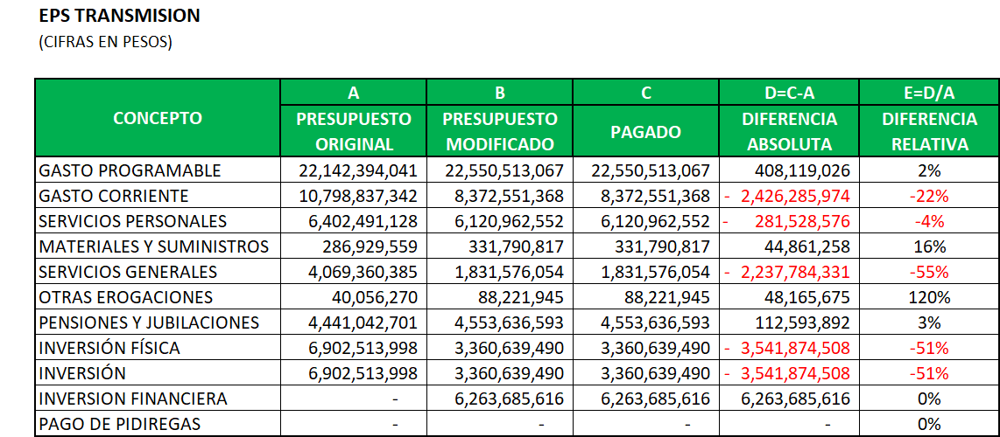 EPS TRANSMISION
(CIFRAS EN PESOS)
CONCEPTO A B C D=C-A E=D/A
PRESUPUESTO ORIGINAL PRESUPUESTO MODIFICADO PAGADO DIFERENCIA ABSOLUTA DIFERENCIA RELATIVA
GASTO PROGRAMABLE 22,142,394,041 22,550,513,067 22,550,513,067 408,119,026 2%
GASTO CORRIENTE 10,798,837,342 8,372,551,368 8,372,551,368 - 2,426,285,974 -22%
SERVICIOS PERSONALES 6,402,491,128 6,120,962,552 6,120,962,552 - 281,528,576 -4%
MATERIALES Y SUMINISTROS 286,929,559 331,790,817 331,790,817 44,861,258 16%
SERVICIOS GENERALES 4,069,360,385 1,831,576,054 1,831,576,054 - 2,237,784,331 -55%
OTRAS EROGACIONES 40,056,270 88,221,945 88,221,945 48,165,675 120%
PENSIONES Y JUBILACIONES 4,441,042,701 4,553,636,593 4,553,636,593 112,593,892 3%
INVERSIÓN FÍSICA 6,902,513,998 3,360,639,490 3,360,639,490 - 3,541,874,508 -51%
INVERSIÓN 6,902,513,998 3,360,639,490 3,360,639,490 - 3,541,874,508 -51%
INVERSION FINANCIERA - 6,263,685,616 6,263,685,616 6,263,685,616 0%
PAGO DE PIDIREGAS - - - - 0%